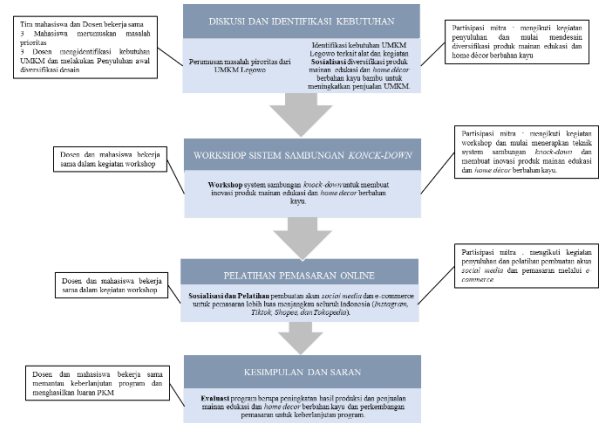 DISKUSI DAN IDENTIFIKASI KEBUTUHAN
Tim mahasiswa dan Dosen bekerja sama
3 Mahasiswa merumuskan masalah
prioritas
3 Dosen mengidentifikasi kebutuhan
UMKM dan melakukan Penyuluhan awal
diversifikasi desain
Perumusan masalah piroritas dari
UMKM Legowo
Identifikasi kebutuhan UMKM
Legowo terkait alat dan kegiatan
Sosialisasi diversifikasi produk
mainan edukasi dan home décor
berbahan kayu bambu untuk
meningkatkan penjualan UMKM.
Partisipasi mitra : mengikuti kegiatan
penyuluhan dan mulai mendesain
diversifikasi produk mainan edukasi dan
home décor berbahan kayu
WORKSHOP SISTEM SAMBUNGAN KONCK-DOWN
Dosen dan mahasiswa bekerja
sama dalam kegiatan workshop
Workshop system sambungan knock-down untuk membuat
inovasi produk mainan edukasi dan home decor berbahan
kayu.
Partisipasi mitra : mengikuti kegiatan
workshop dan mulai menerapkan teknik
system sambungan knock-down dan
membuat inovasi produk mainan edukasi
dan home décor berbahan kayu.
PELATIHAN PEMASARAN ONLINE
Dosen dan mahasiswa bekerja
sama dalam kegiatan workshop
Sosialisasi dan Pelatihan pembuatan akun social media dan e-commerce
untuk pemasaran lebih luas menjangkau seluruh Indonesia (Instagram,
Tiktok, Shopee, dan Tokopedia).
Partisipasi mitra : mengikuti kegiatan
penyuluhan dan pelatihan pembuatan akun
social media dan pemasaran melalui e-
commerce
KESIMPULAN DAN SARAN
Dosen dan mahasiswa bekerja sama
memantau keberlanjutan program dan
menghasilkan luaran PKM
Evaluasi program berupa peningkatan hasil produksi dan penjualan
mainan edukasi dan home decor berbahan kayu dan perkembangan
pemasaran untuk keberlanjutan program.